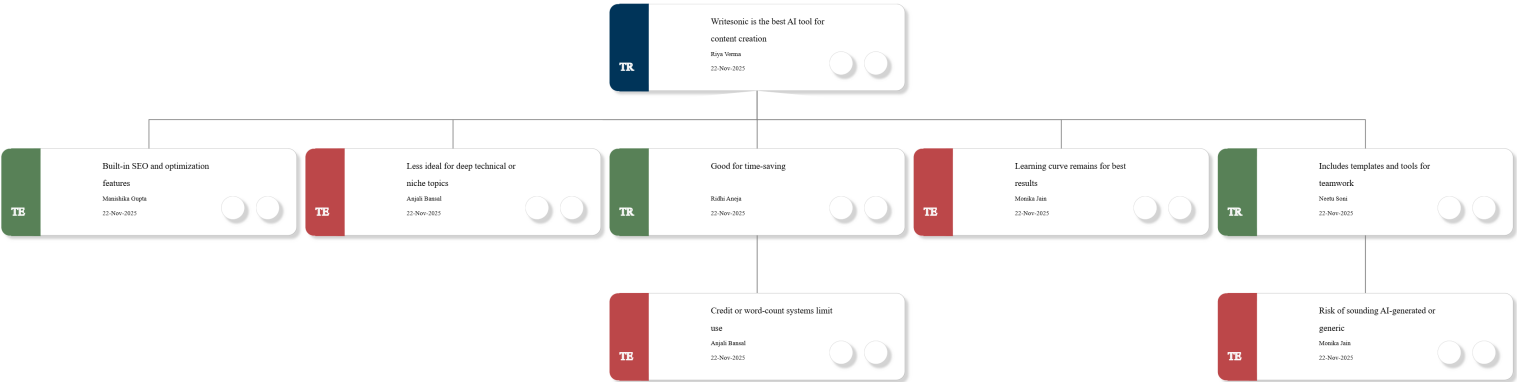 Writesonic is the best AI tool for
content creation
Riya Verma
22-Nov-2025
TR
Built-in SEO and optimization
features
Manishika Gupta
22-Nov-2025
TE
Less ideal for deep technical or
niche topics
Anjali Bansal
22-Nov-2025
TE
Good for time-saving
Ridhi Aneja
22-Nov-2025
TR
Learning curve remains for best
results
Monika Jain
22-Nov-2025
TE
Includes templates and tools for
teamwork
Neetu Soni
22-Nov-2025
TR
Credit or word-count systems limit
use
Anjali Bansal
22-Nov-2025
TE
Risk of sounding AI-generated or
generic
Monika Jain
22-Nov-2025
TE